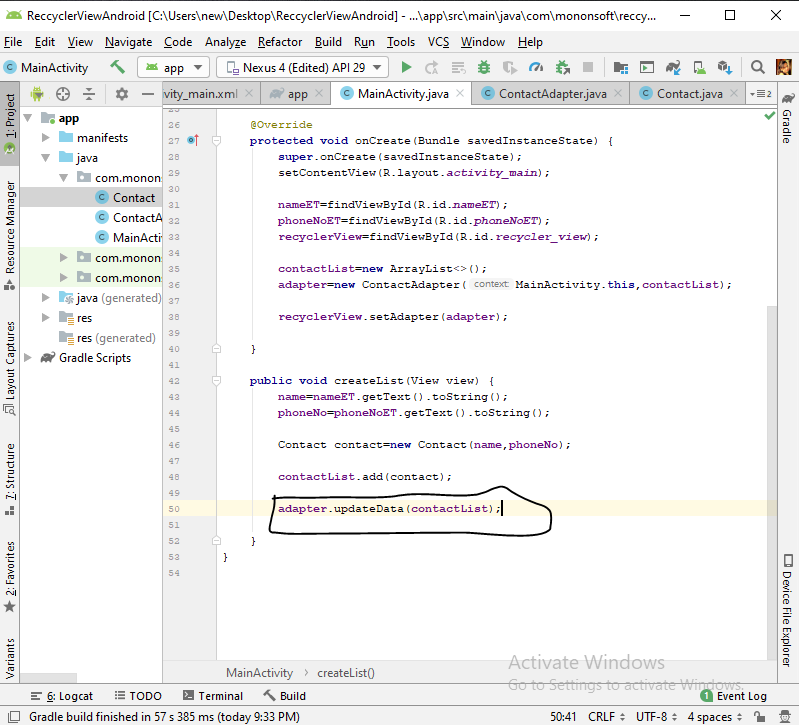 ReccyclerViewAndroid [C:\Users\new\Desktop\ReccyclerViewAndroid] - ...\app\src\main\java\com\mononsoft\reccy...
File Edit View Navigate Code Analyze Refactor Build Run Tools VCS Window Help
MainActivity app Nexus 4 (Edited) API 29
1: Project
Resource Manager
Layout Captures
7: Structure
2: Favorites
Variants
app
manifests
java
com.monons
Contact
ContactA
MainActiv
com.monons
com.monons
java (generated)
res
res (generated)
Gradle Scripts
vity_main.xml app MainActivity.java ContactAdapter.java Contact.java 2
25
26 @Override
27 protected void onCreate(Bundle savedInstanceState) {
28 super.onCreate(savedInstanceState);
29 setContentView(R.layout.activity_main);
30
31 nameET=findViewById(R.id.nameET);
32 phoneNoET=findViewById(R.id.phoneNoET);
33 recyclerView=findViewById(R.id.recycler_view);
34
35 contactList=new ArrayList<>();
36 adapter=new ContactAdapter( context: MainActivity.this,contactList);
37
38 recyclerView.setAdapter(adapter);
39
40 }
41
42 public void createList(View view) {
43 name=nameET.getText().toString();
44 phoneNo=phoneNoET.getText().toString();
45
46 Contact contact=new Contact(name,phoneNo);
47
48 contactList.add(contact);
49
50 adapter.updateData(contactList);
51
52 }
53 }
54
Gradle
Device File Explorer
MainActivity › createList()
Activate Windows
Go to Settings to activate Windows.
6: Logcat TODO Terminal Build 1 Event Log
Gradle build finished in 57 s 385 ms (today 9:33 PM) 50:41 CRLF UTF-8 4 spaces